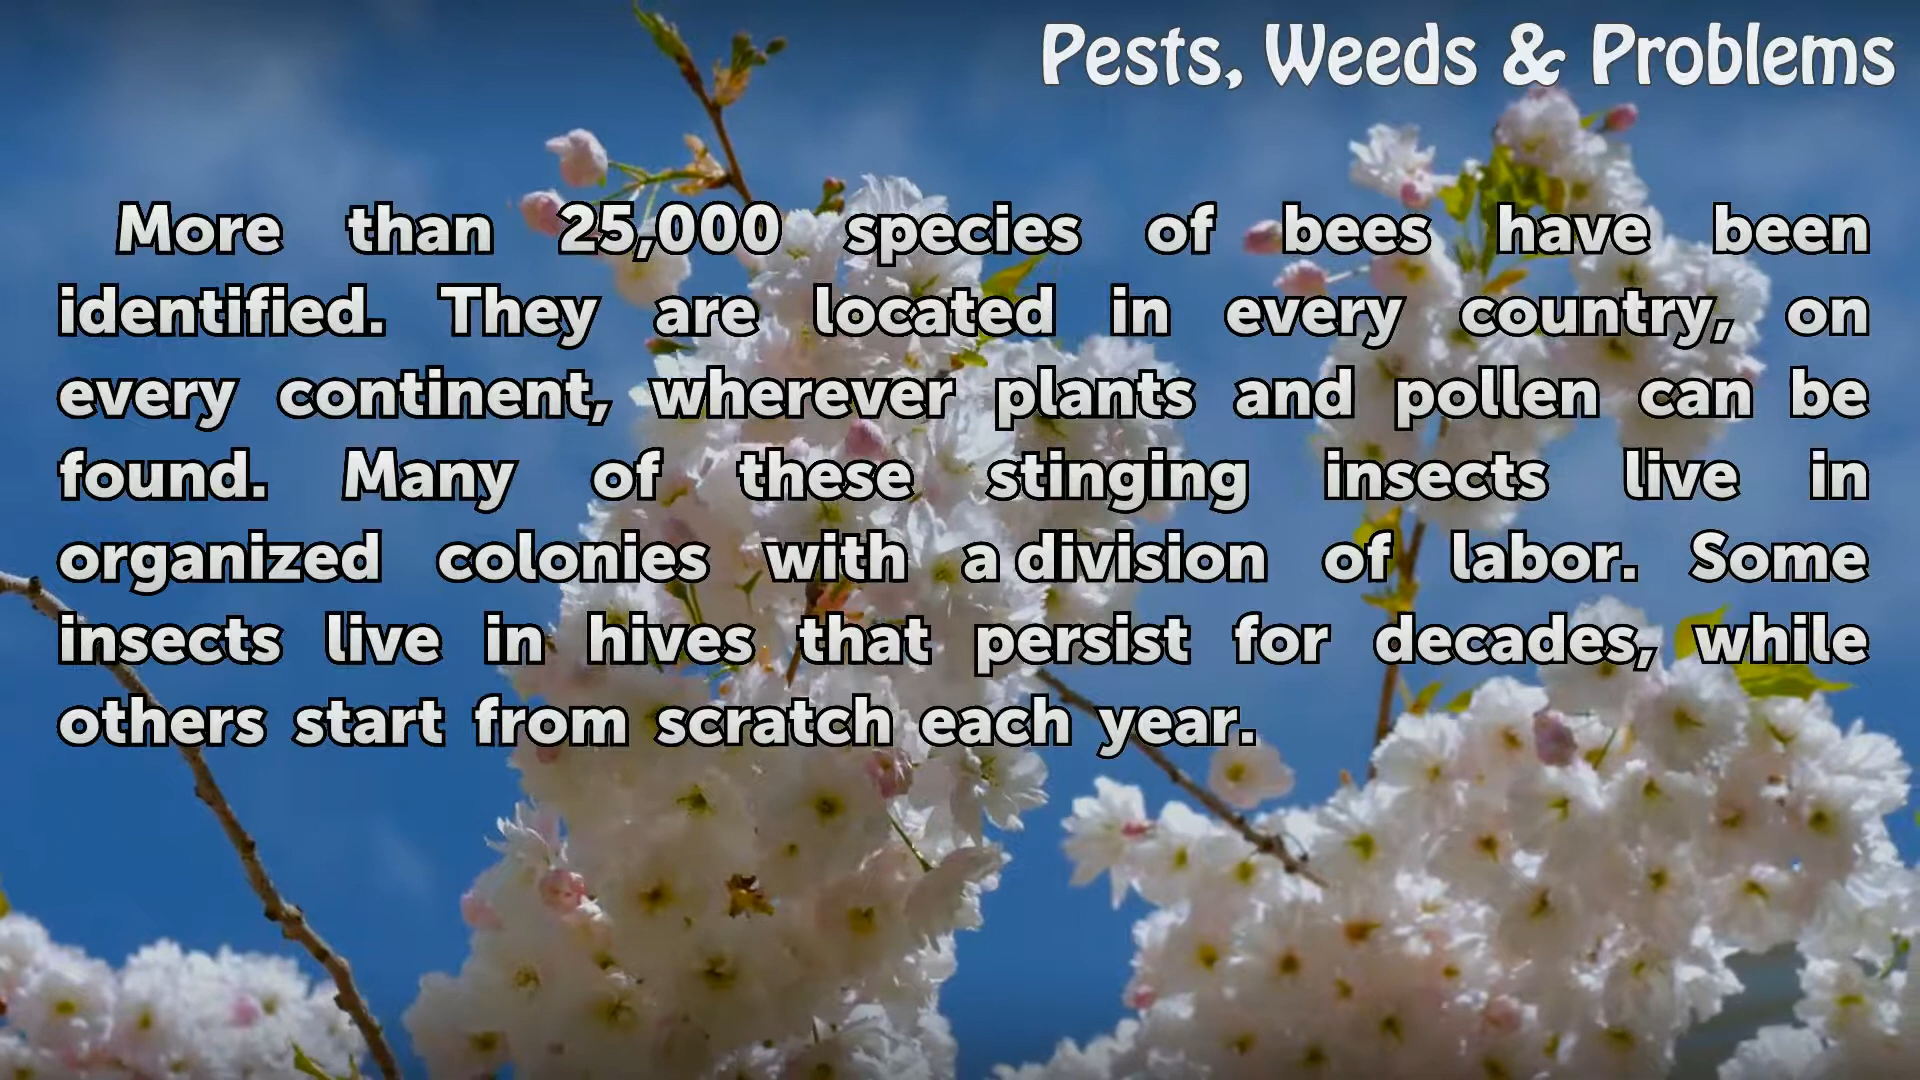 Pests, Weeds & Problems
More than 25,000 species of bees have been
identified. They are located in every country, on
every continent, wherever plants and pollen can be
found. Many of these stinging insects live in
organized colonies with a division of labor. Some
insects live in hives that persist for decades, while
others start from scratch each year.